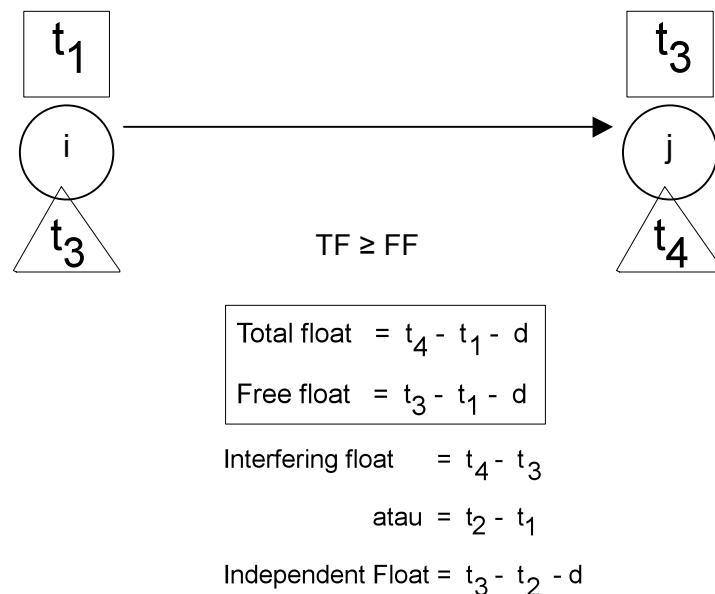 t1 t3
i j
t3 t4
TF ≥ FF
Total float = t4 - t1 - d
Free float = t3 - t1 - d
Interfering float = t4 - t3
atau = t2 - t1
Independent Float = t3 - t2 - d